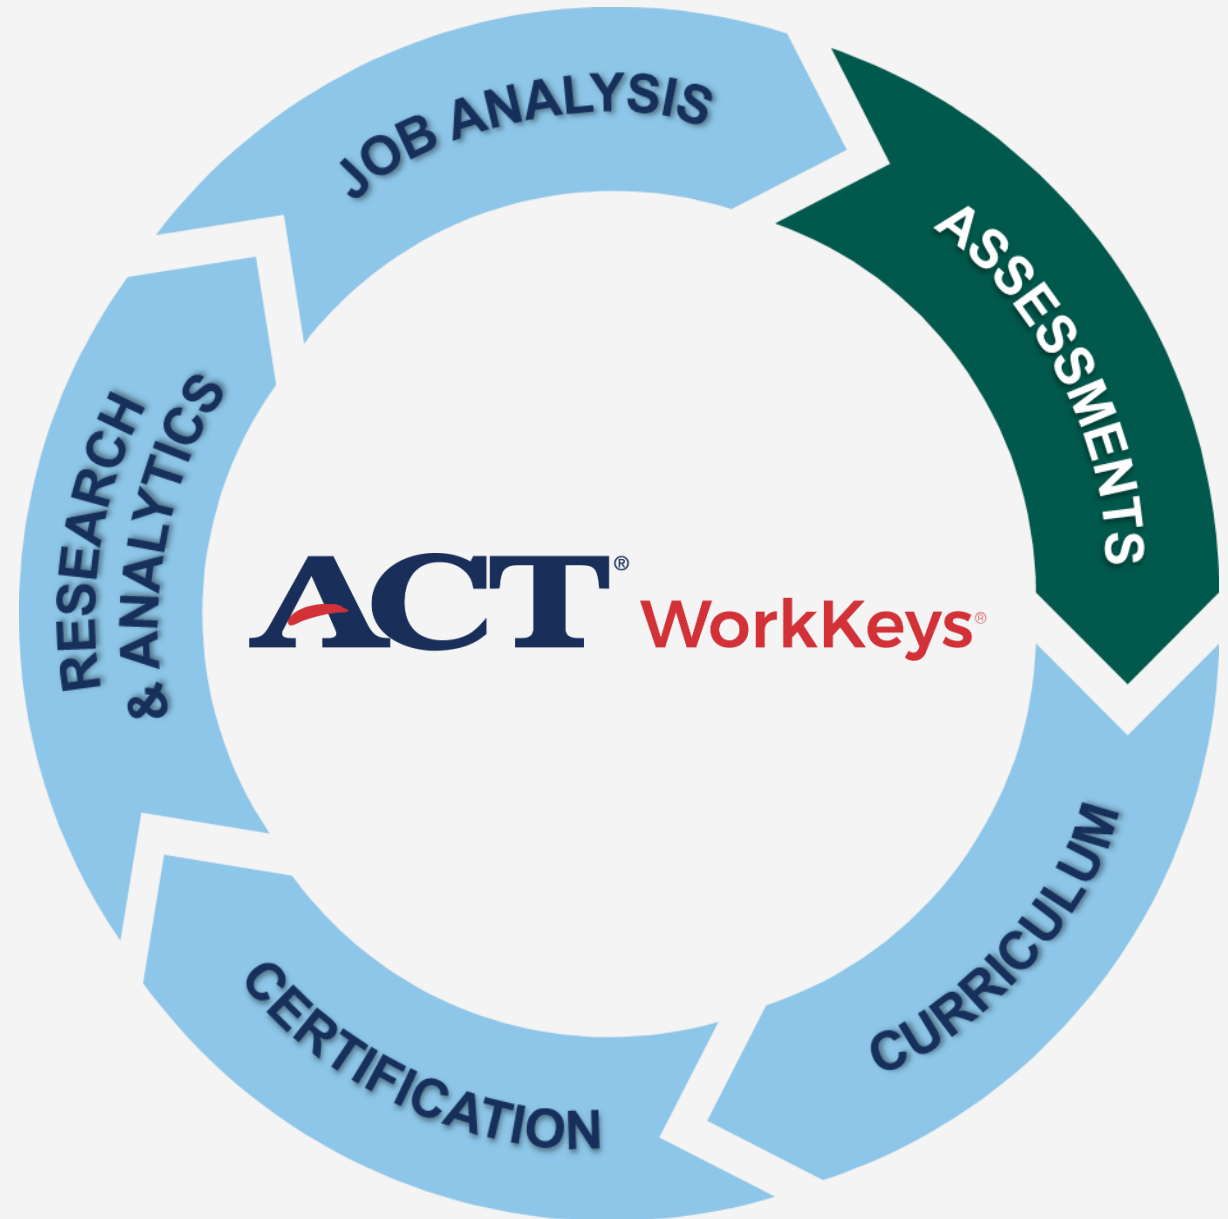 JOB ANALYSIS
ASSESSMENTS
CURRICULUM
CERTIFICATION
RESEARCH
& ANALYTICS
ACT® WorkKeys®